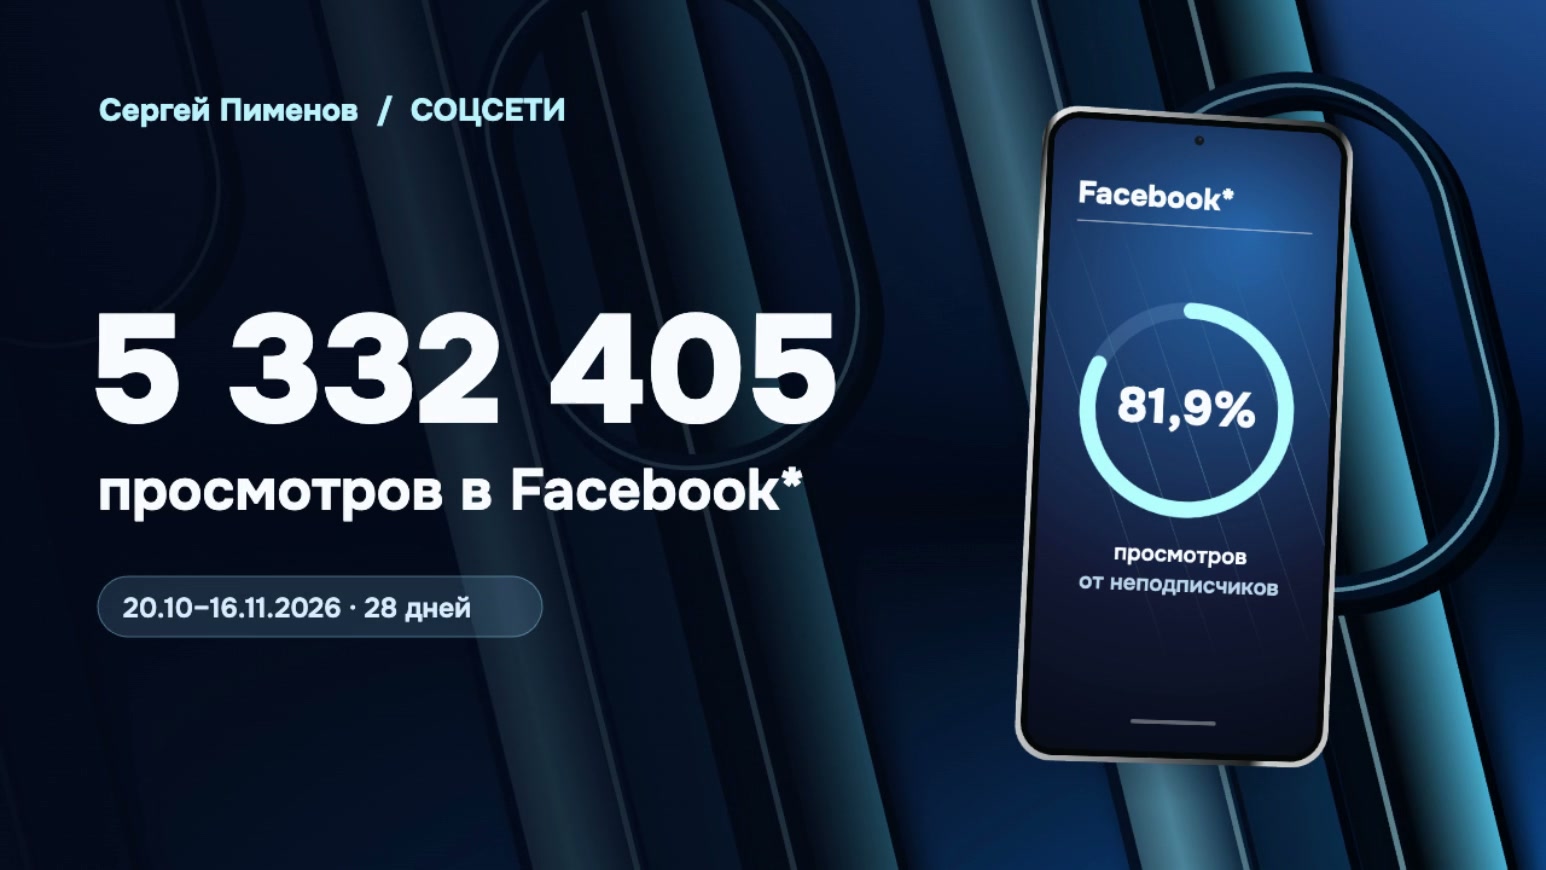 Сергей Пименов / СОЦСЕТИ
5 332 405
просмотров в Facebook*
20.10–16.11.2026 · 28 дней
Facebook*
81,9%
просмотров
от неподписчиков